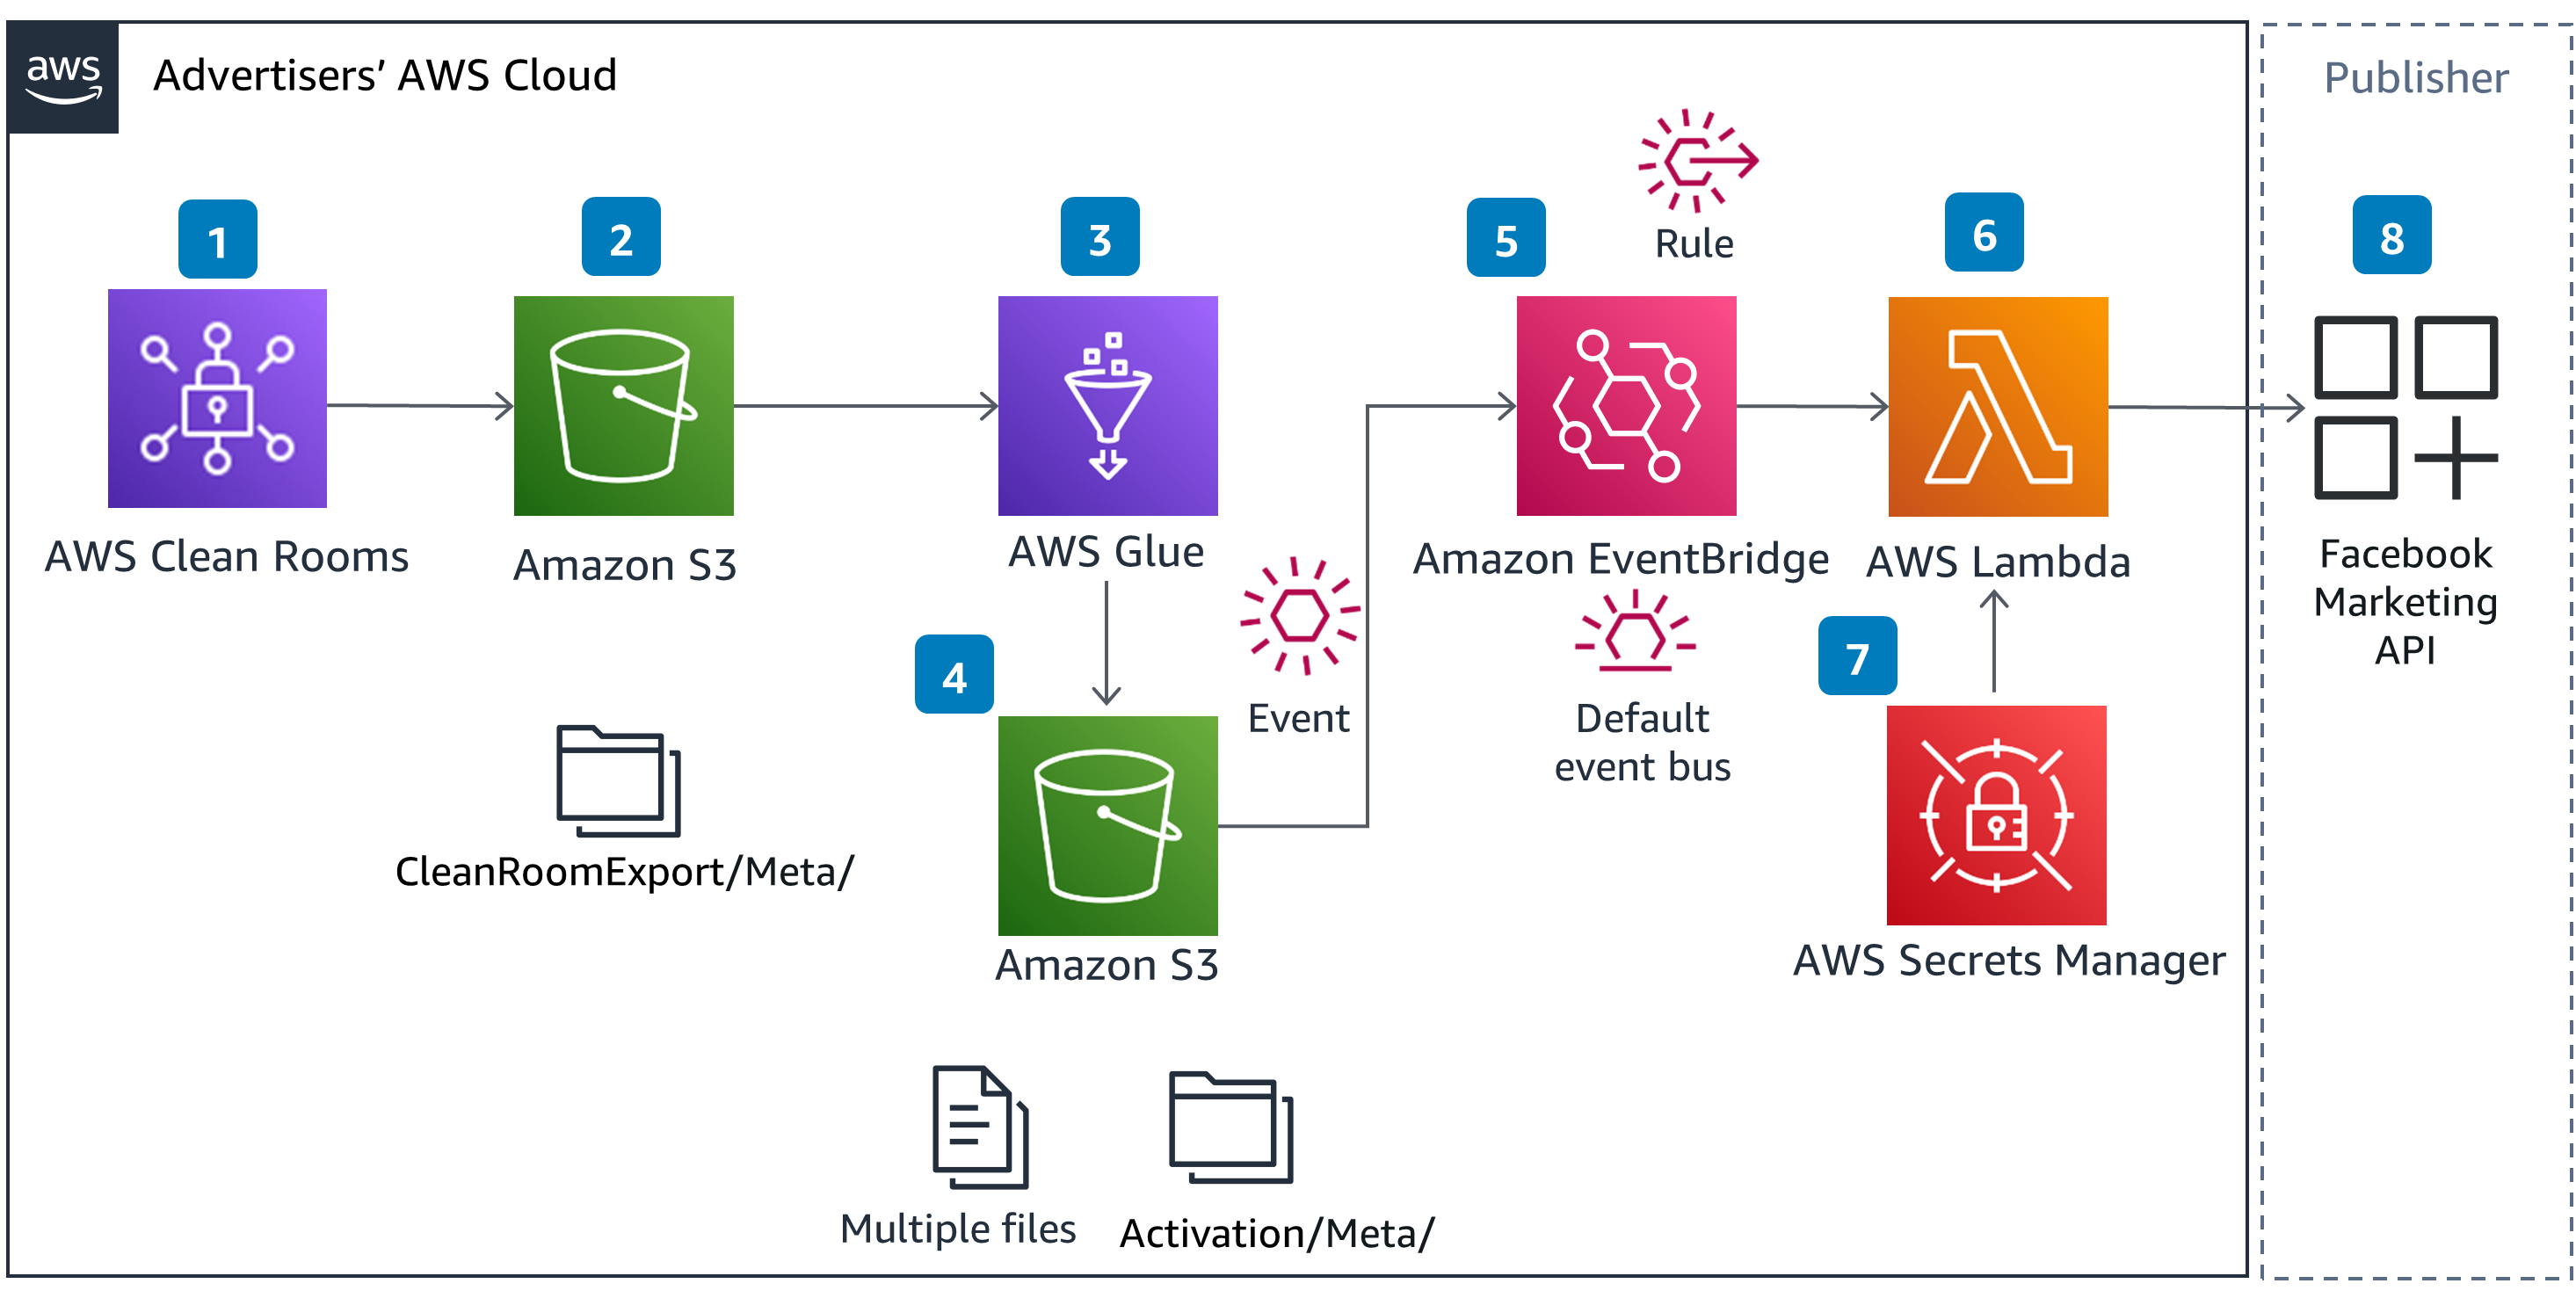 aws
Advertisers’ AWS Cloud
Publisher
1
2
3
5
Rule
6
8
AWS Clean Rooms
Amazon S3
AWS Glue
Amazon EventBridge
AWS Lambda
Facebook
Marketing
API
4
Event
Default
event bus
7
CleanRoomExport/Meta/
Amazon S3
AWS Secrets Manager
Multiple files
Activation/Meta/